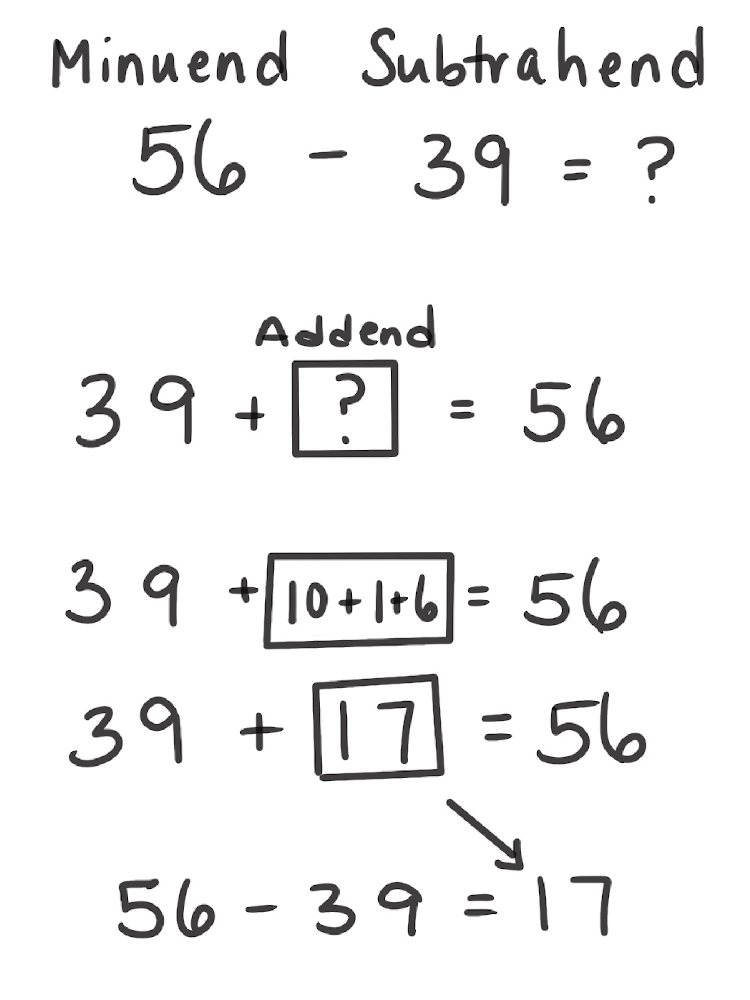 Minuend Subtrahend
56 - 39 = ?
Addend
39 + ? = 56
39 + 10+1+6 = 56
39 + 17 = 56
56 - 39 = 17